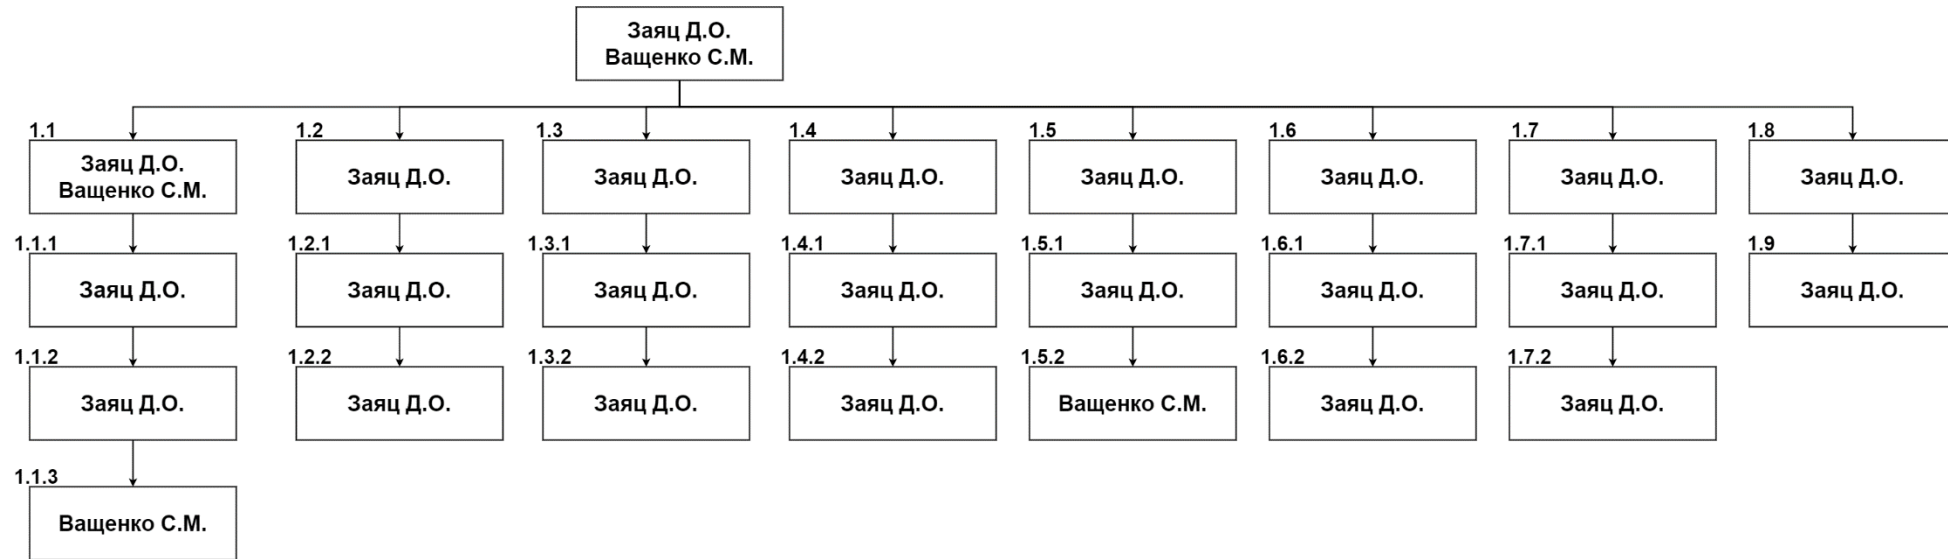 Заяц Д.О.
Ващенко С.М.
1.1
1.2
1.3
1.4
1.5
1.6
1.7
1.8
Заяц Д.О.
Ващенко С.М.
Заяц Д.О.
Заяц Д.О.
Заяц Д.О.
Заяц Д.О.
Заяц Д.О.
Заяц Д.О.
Заяц Д.О.
1.1.1
1.2.1
1.3.1
1.4.1
1.5.1
1.6.1
1.7.1
1.9
Заяц Д.О.
Заяц Д.О.
Заяц Д.О.
Заяц Д.О.
Заяц Д.О.
Заяц Д.О.
Заяц Д.О.
Заяц Д.О.
1.1.2
1.2.2
1.3.2
1.4.2
1.5.2
1.6.2
1.7.2
Заяц Д.О.
Заяц Д.О.
Заяц Д.О.
Заяц Д.О.
Ващенко С.М.
Заяц Д.О.
Заяц Д.О.
1.1.3
Ващенко С.М.